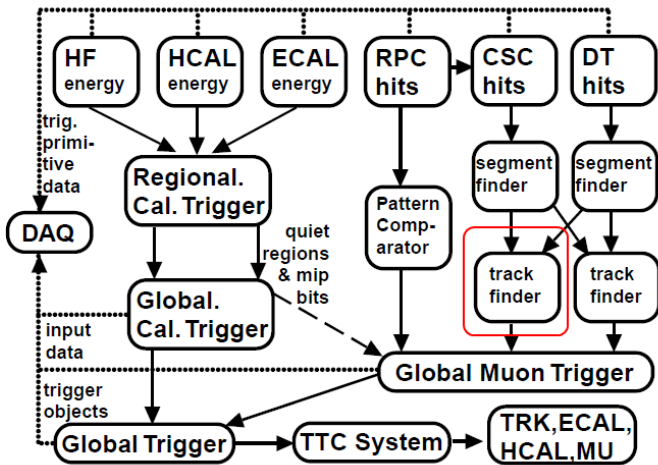 HF
energy
HCAL
energy
ECAL
energy
RPC
hits
CSC
hits
DT
hits
trig.
primi-
tive
data
Regional.
Cal. Trigger
segment
finder
segment
finder
Pattern
Comp-
arator
DAQ
quiet
regions
& mip
bits
track
finder
track
finder
Global.
Cal. Trigger
input
data
Global Muon Trigger
trigger
objects
Global Trigger
TTC System
TRK,ECAL,
HCAL,MU